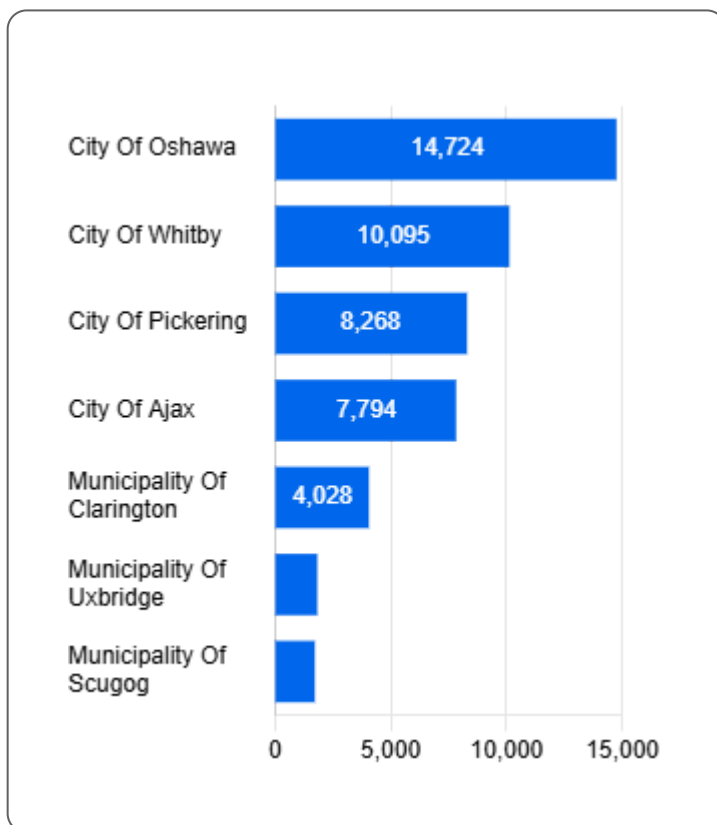 City Of Oshawa
14,724
City Of Whitby
10,095
City Of Pickering
8,268
City Of Ajax
7,794
Municipality Of
Clarington
4,028
Municipality Of
Uxbridge
Municipality Of
Scugog
0 5,000 10,000 15,000